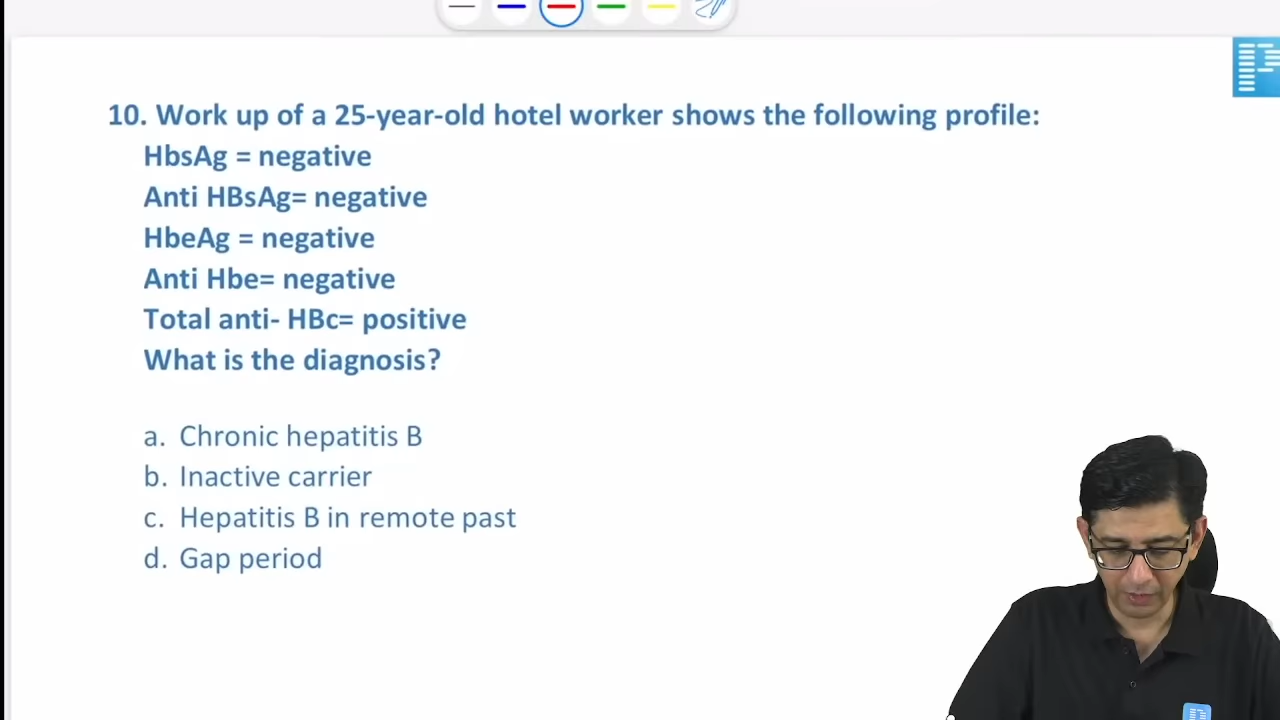 10. Work up of a 25-year-old hotel worker shows the following profile:
HbsAg = negative
Anti HBsAg= negative
HbeAg = negative
Anti Hbe= negative
Total anti- HBc= positive
What is the diagnosis?
a. Chronic hepatitis B
b. Inactive carrier
c. Hepatitis B in remote past
d. Gap period